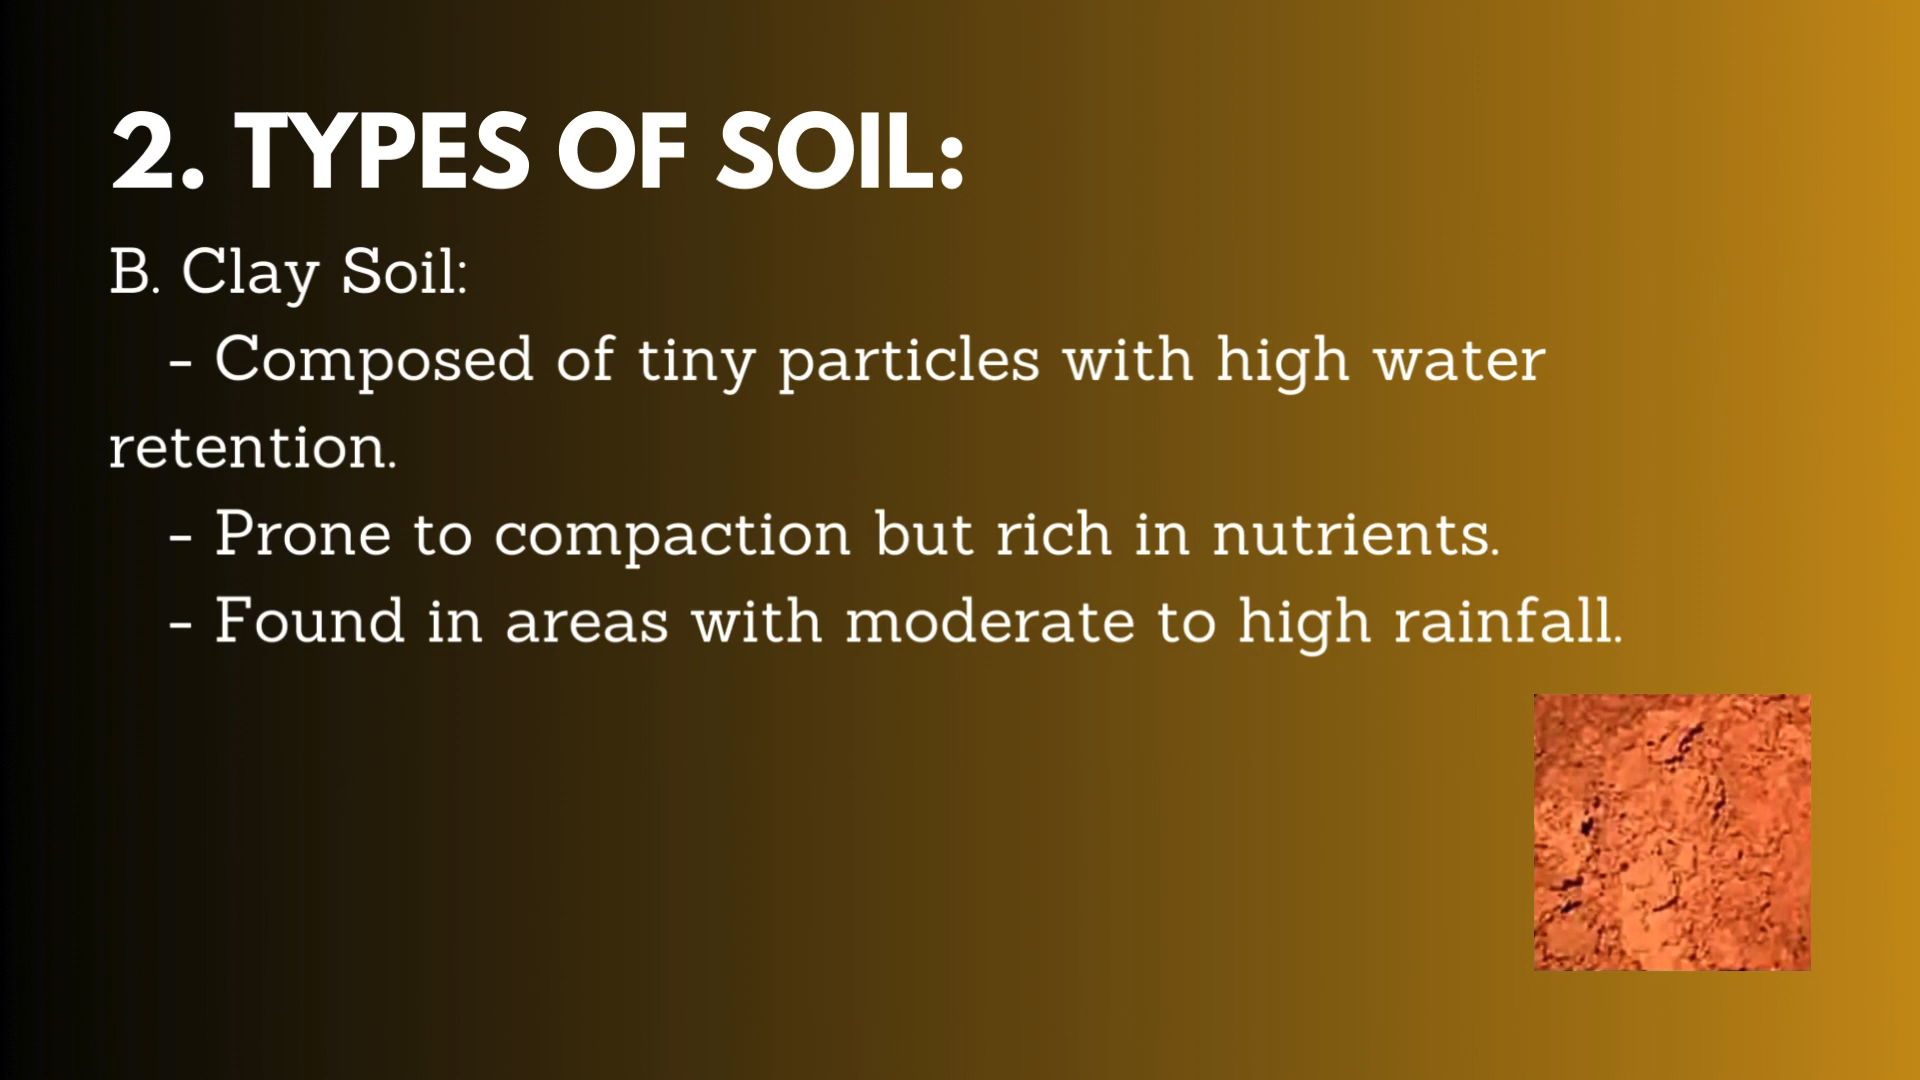 2. TYPES OF SOIL:
B. Clay Soil:
- Composed of tiny particles with high water
retention.
- Prone to compaction but rich in nutrients.
- Found in areas with moderate to high rainfall.